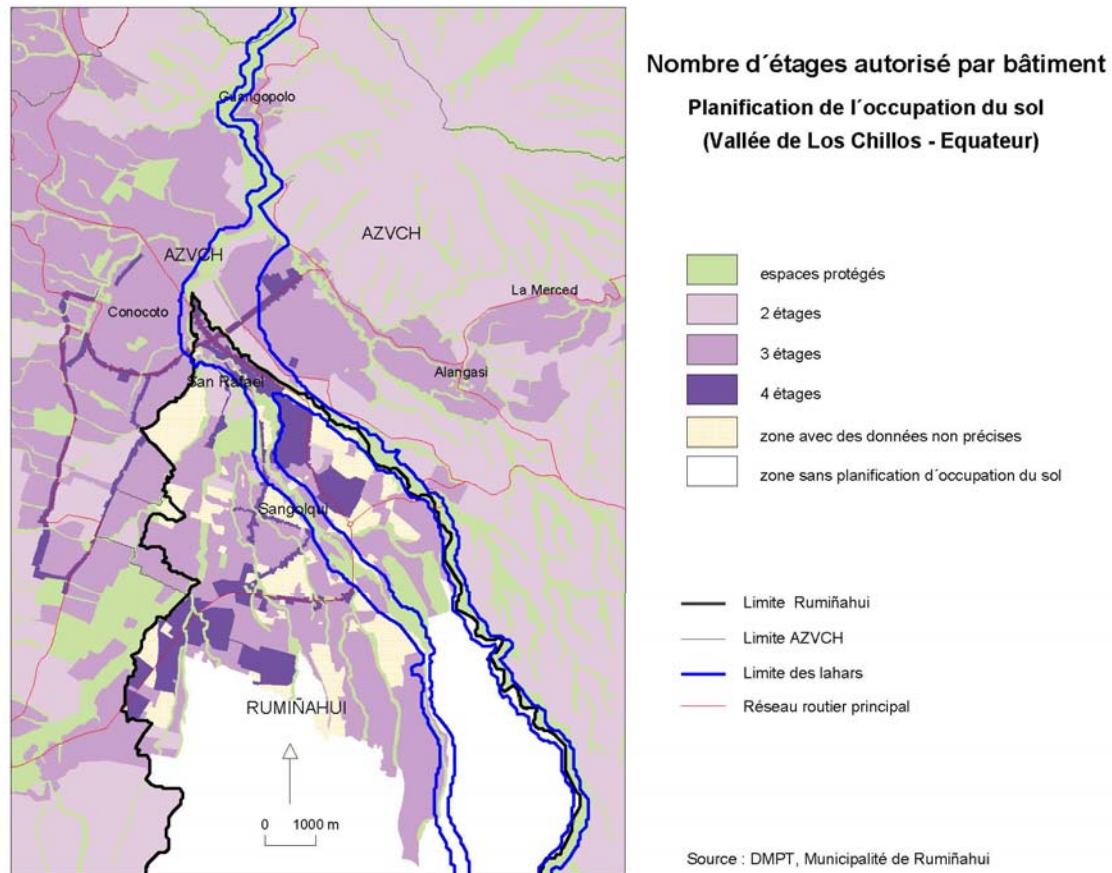 Nombre d´étages autorisé par bâtiment
Planification de l´occupation du sol
(Vallée de Los Chillos - Equateur)
espaces protégés
2 étages
3 étages
4 étages
zone avec des données non précises
zone sans planification d´occupation du sol
Limite Rumiñahui
Limite AZVCH
Limite des lahars
Réseau routier principal
Source : DMPT, Municipalité de Rumiñahui
Guangopolo
AZVCH
AZVCH
La Merced
Conocoto
Alangasi
San Rafael
Sangolqui
RUMIÑAHUI
0 1000 m